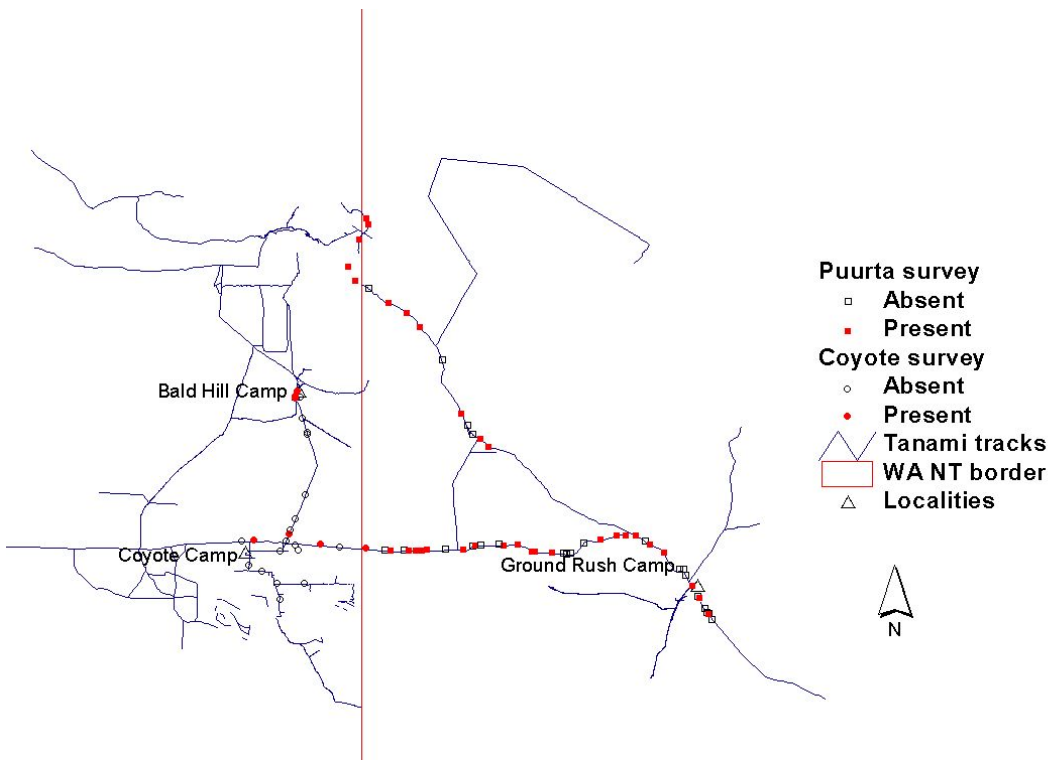 Puurta survey
Absent
Present
Coyote survey
Absent
Present
Tanami tracks
WA NT border
Localities
Bald Hill Camp
Coyote Camp
Ground Rush Camp
N